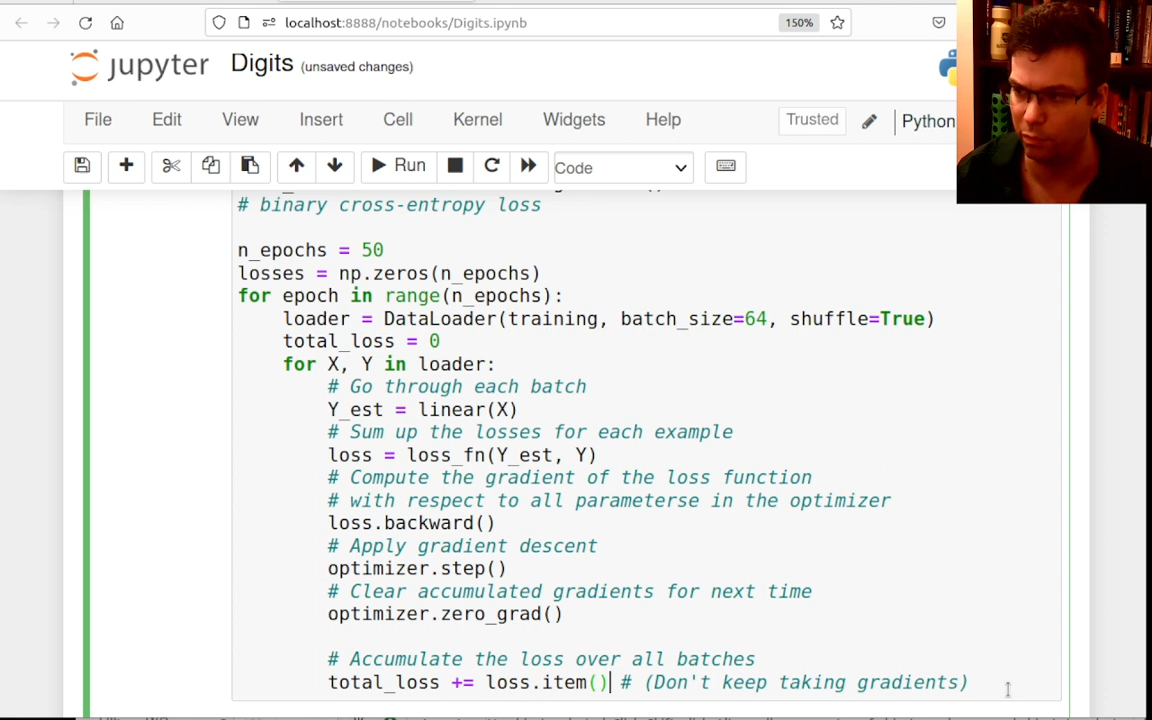 localhost:8888/notebooks/Digits.ipynb 150%
jupyter Digits (unsaved changes)
File Edit View Insert Cell Kernel Widgets Help Trusted Python
Run Code
# binary cross-entropy loss
n_epochs = 50
losses = np.zeros(n_epochs)
for epoch in range(n_epochs):
    loader = DataLoader(training, batch_size=64, shuffle=True)
    total_loss = 0
    for X, Y in loader:
        # Go through each batch
        Y_est = linear(X)
        # Sum up the losses for each example
        loss = loss_fn(Y_est, Y)
        # Compute the gradient of the loss function
        # with respect to all parameterse in the optimizer
        loss.backward()
        # Apply gradient descent
        optimizer.step()
        # Clear accumulated gradients for next time
        optimizer.zero_grad()
        # Accumulate the loss over all batches
        total_loss += loss.item() # (Don't keep taking gradients)